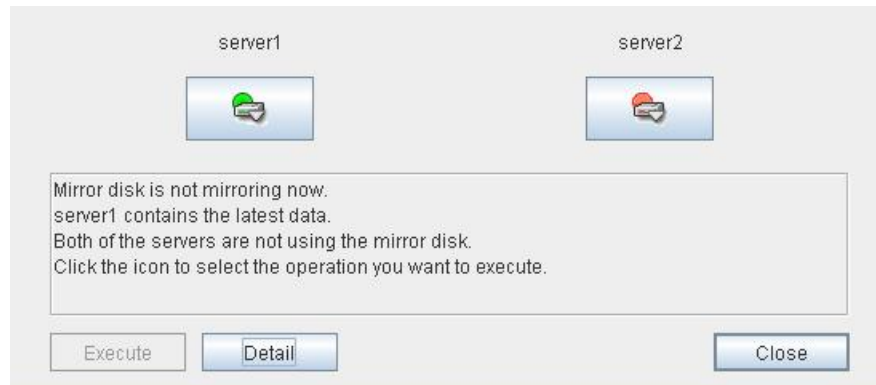 server1 server2
Mirror disk is not mirroring now.
server1 contains the latest data.
Both of the servers are not using the mirror disk.
Click the icon to select the operation you want to execute.
Execute Detail Close